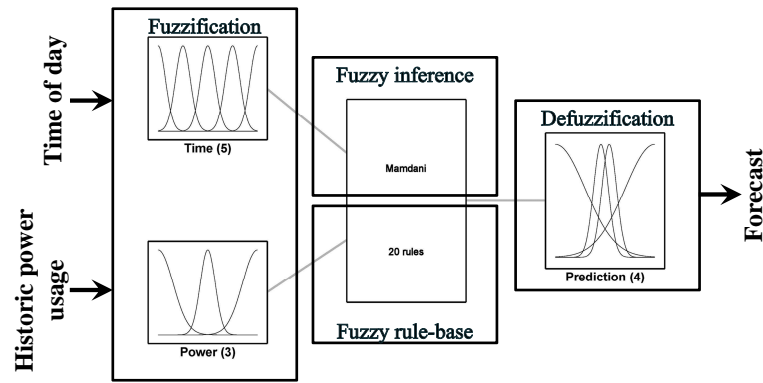 Time of day
Historic power
usage
Fuzzification
Time (5)
Power (3)
Fuzzy inference
Mamdani
20 rules
Fuzzy rule-base
Defuzzification
Prediction (4)
Forecast